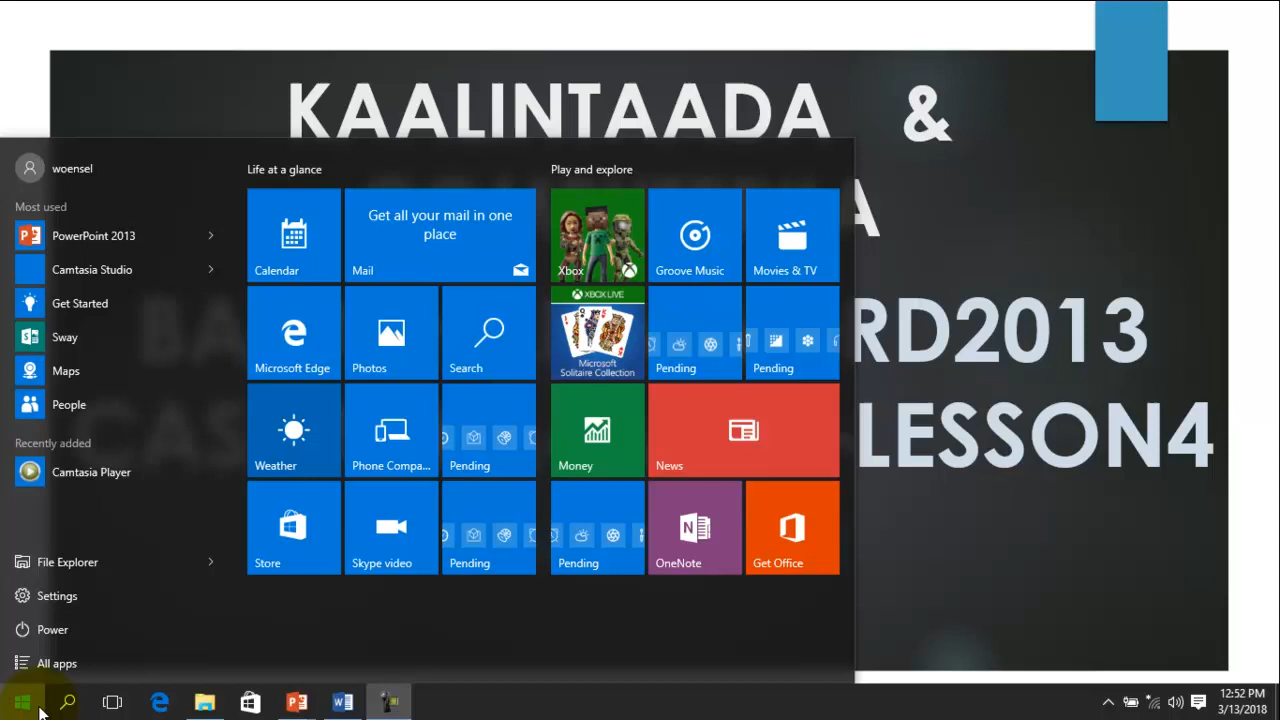 KAALINTAADA &
A
RD2013
LESSON4
woensel
Most used
PowerPoint 2013
Camtasia Studio
Get Started
Sway
Maps
People
Recently added
Camtasia Player
File Explorer
Settings
Power
All apps
Life at a glance
Calendar
Get all your mail in one
place
Mail
Microsoft Edge
Photos
Search
Weather
Phone Compa...
Pending
Store
Skype video
Pending
Play and explore
Xbox
Groove Music
Movies & TV
XBOX LIVE
Microsoft
Solitaire Collection
Pending
Pending
Money
News
Pending
OneNote
Get Office
12:52 PM
3/13/2018